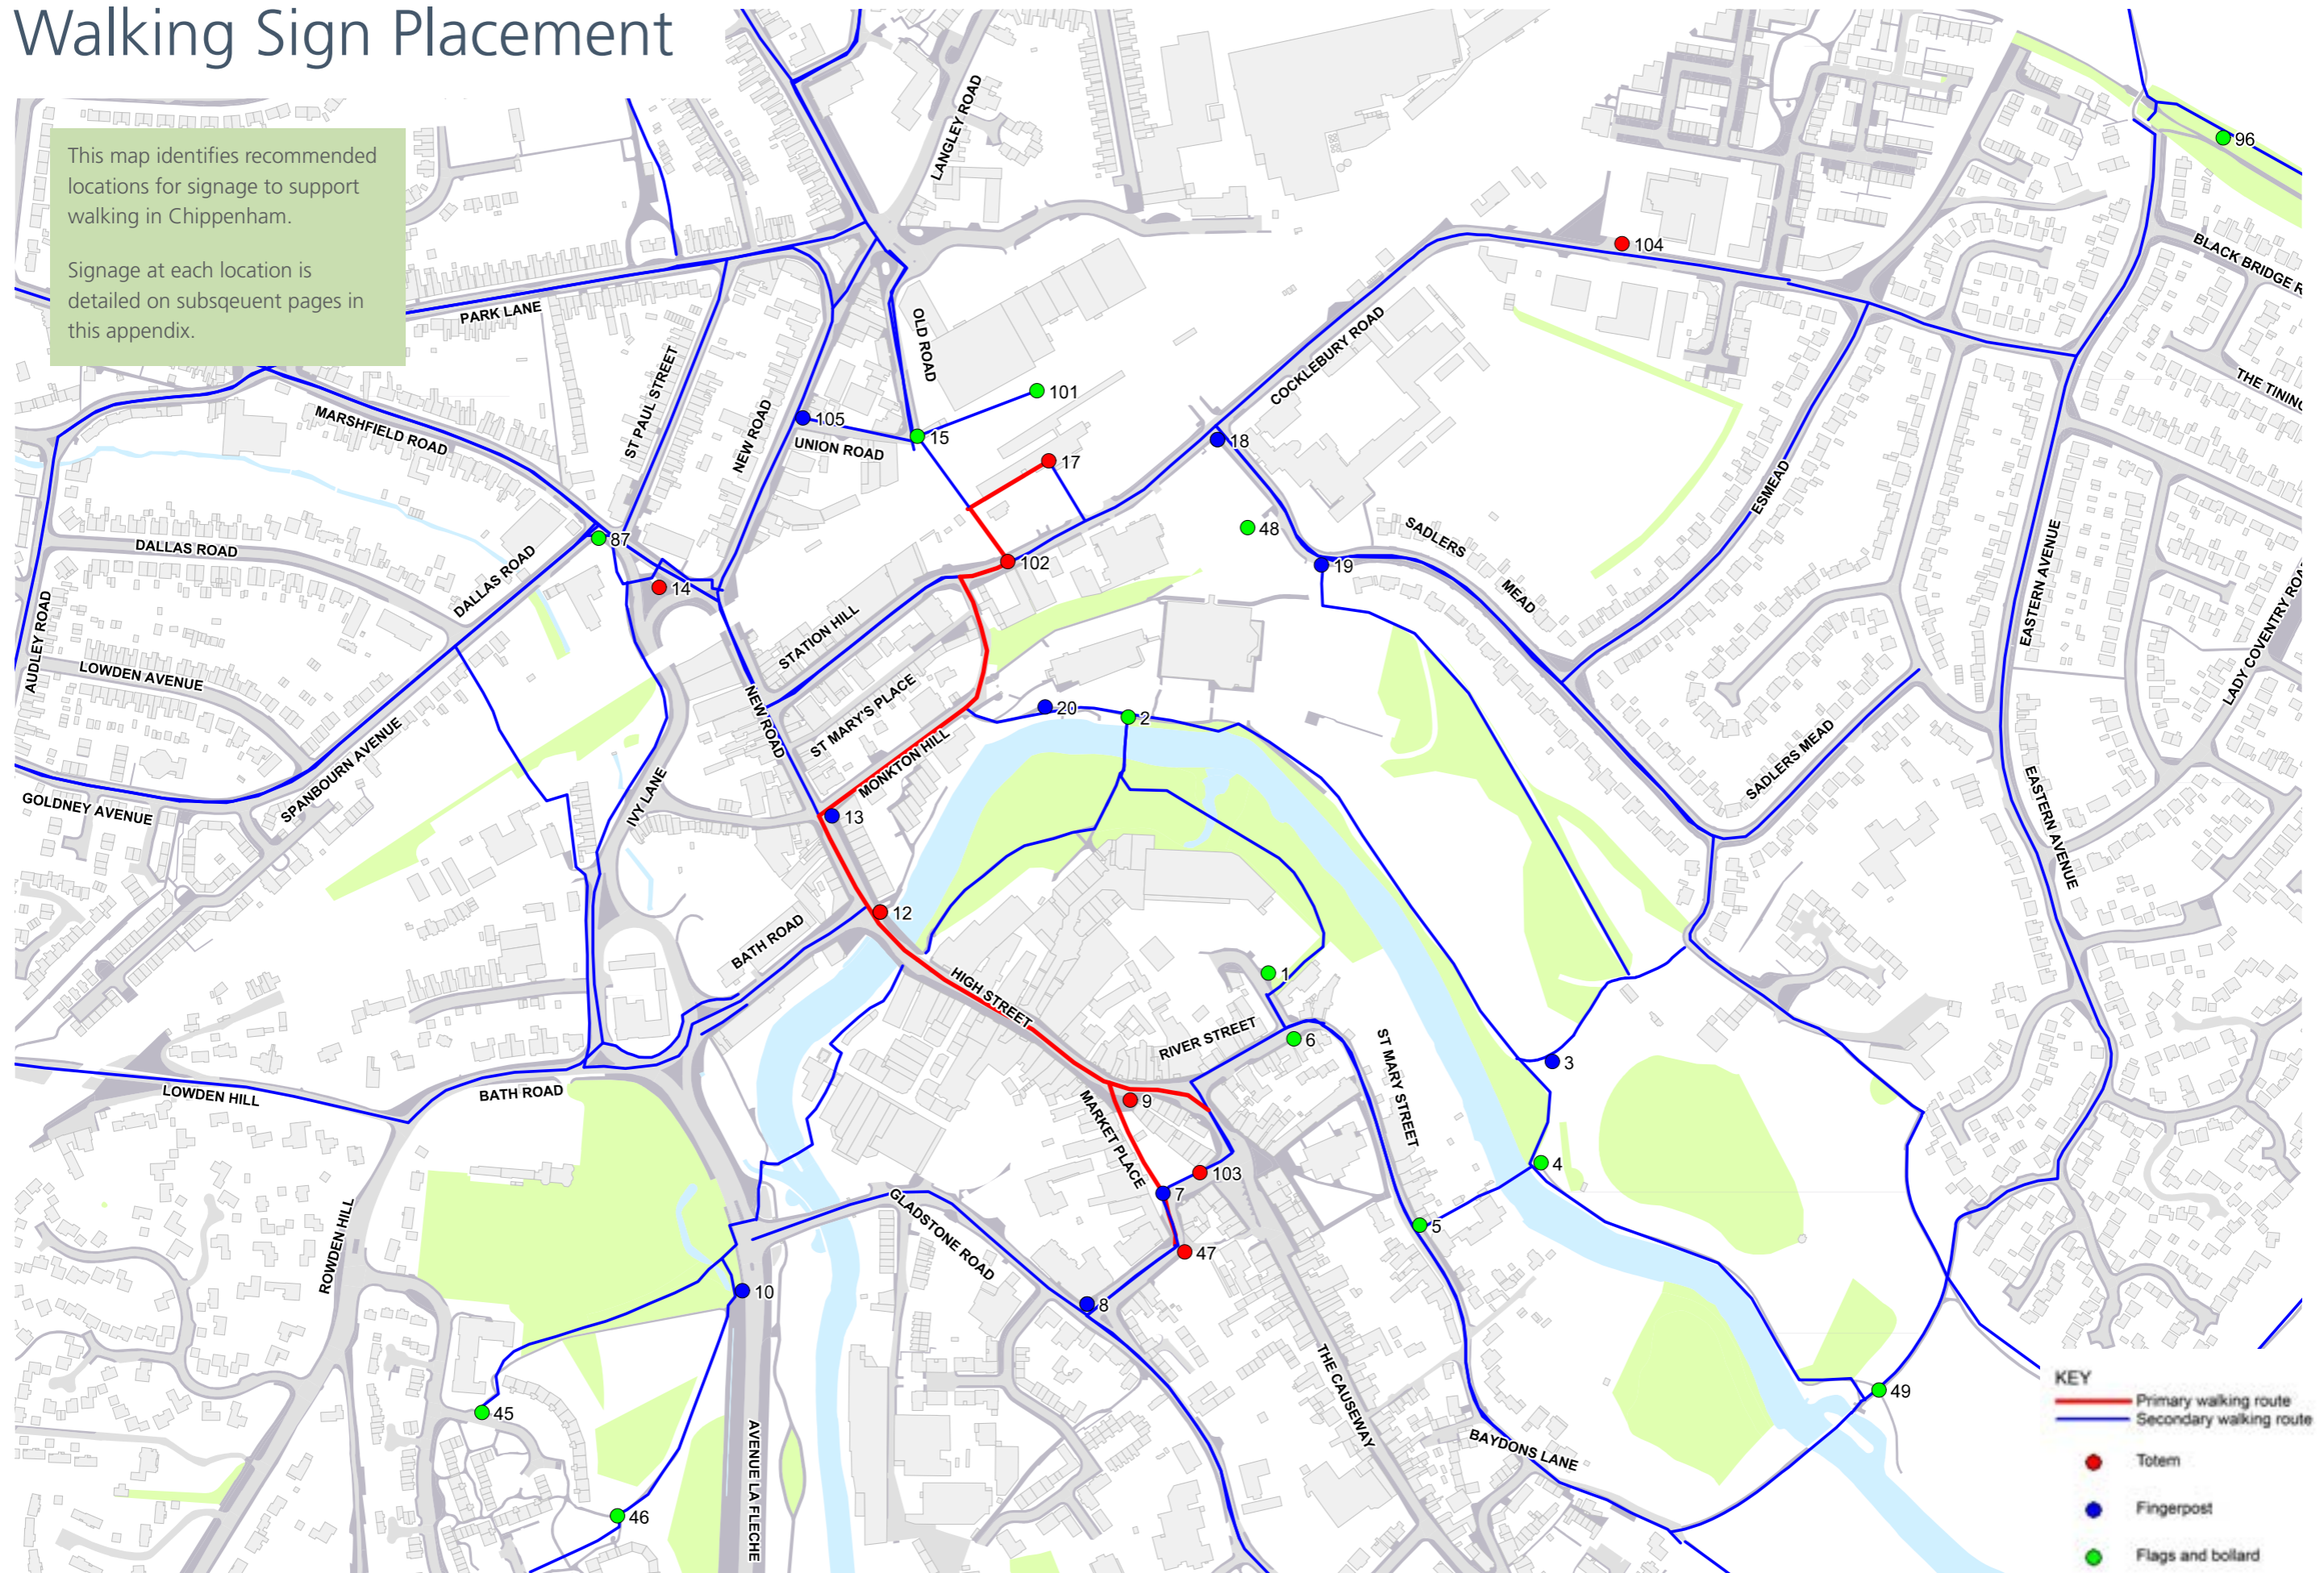 Walking Sign Placement
This map identifies recommended
locations for signage to support
walking in Chippenham.
Signage at each location is
detailed on subsqeuent pages in
this appendix.
LANGLEY ROAD
96
BLACK BRIDGE R
104
PARK LANE
OLD ROAD
COCKLEBURY ROAD
THE TINING
ST PAUL STREET
101
MARSHFIELD ROAD
NEW ROAD
105
UNION ROAD
15
18
17
ESMEAD
SADLERS
MEAD
48
87
DALLAS ROAD
DALLAS ROAD
102
19
14
EASTERN AVENUE
AUDLEY ROAD
STATION HILL
LADY COVENTRY ROA
LOWDEN AVENUE
NEW ROAD
ST MARY'S PLACE
20
2
SPANBOURN AVENUE
MONKTON HILL
SADLERS MEAD
GOLDNEY AVENUE
IVY LANE
13
EASTERN AVENUE
12
BATH ROAD
HIGH STREET
1
RIVER STREET
6
ST MARY STREET
3
LOWDEN HILL
BATH ROAD
9
MARKET PLACE
4
103
7
5
ROWDEN HILL
GLADSTONE ROAD
47
10
8
THE CAUSEWAY
49
45
AVENUE LA FLECHE
BAYDONS LANE
46
KEY
Primary walking route
Secondary walking route
Totem
Fingerpost
Flags and bollard